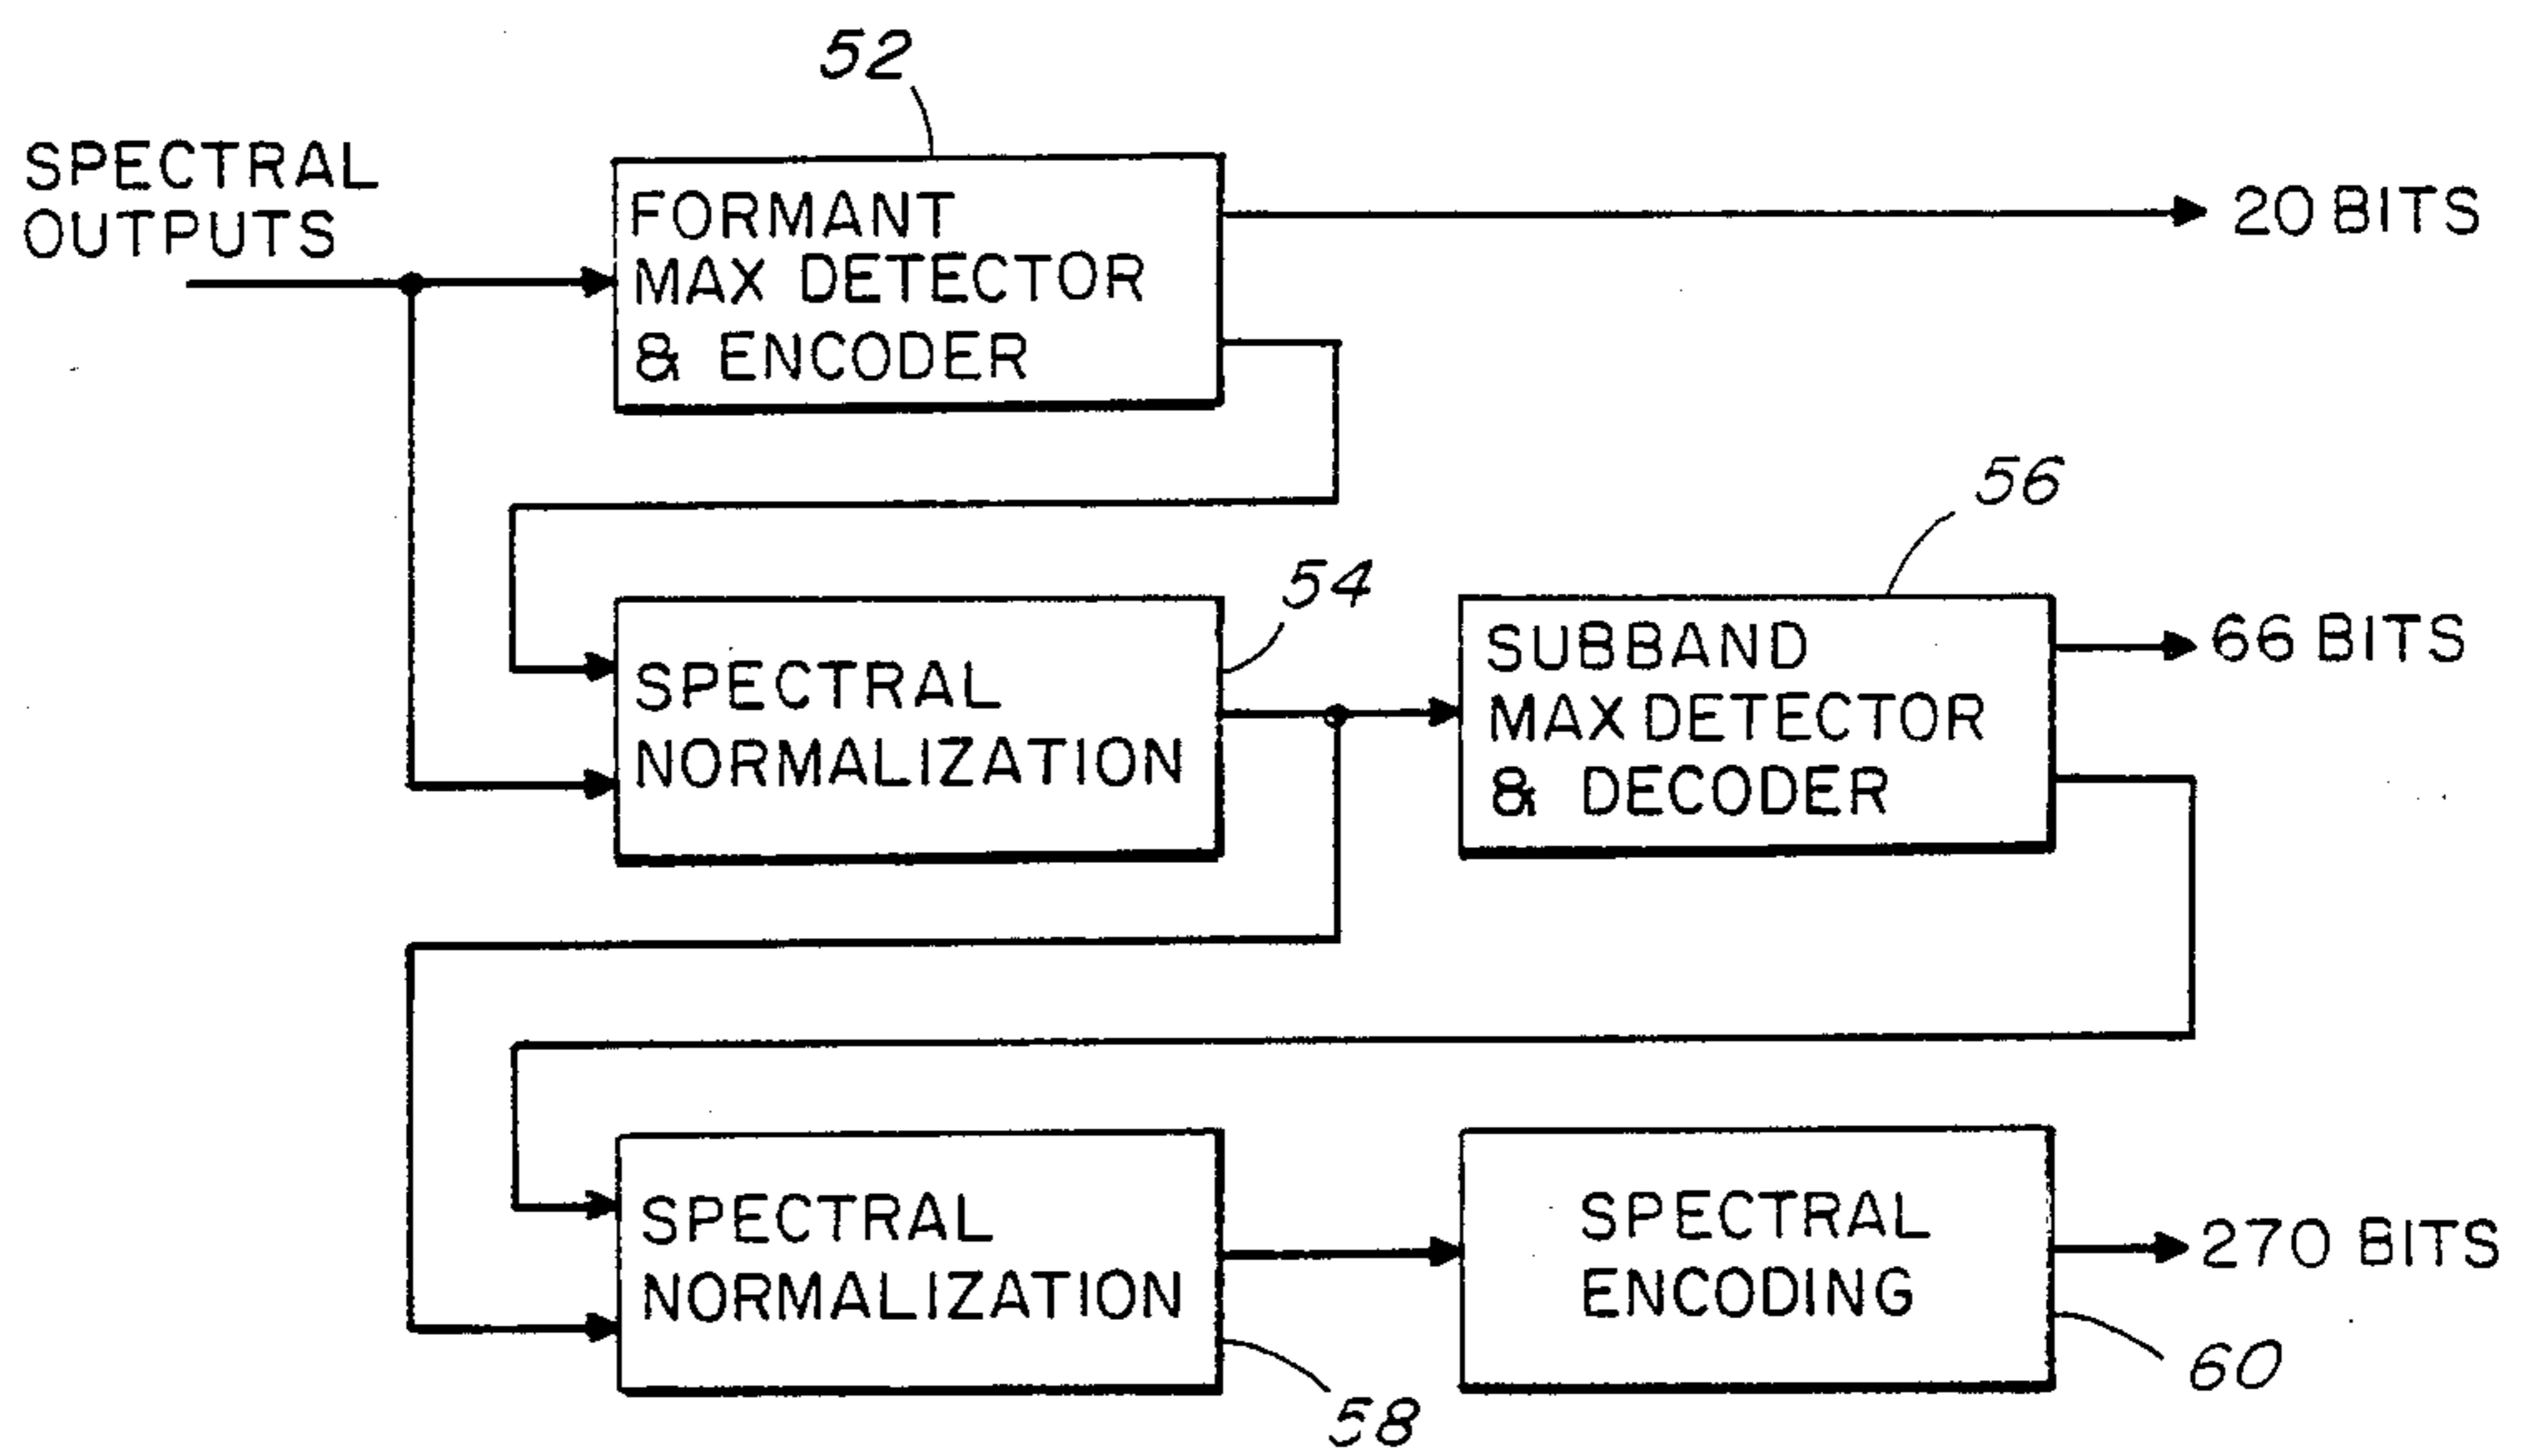 52
SPECTRAL
OUTPUTS
FORMANT
MAX DETECTOR
& ENCODER
20 BITS
56
54
SPECTRAL
NORMALIZATION
SUBBAND
MAX DETECTOR
& DECODER
66 BITS
SPECTRAL
NORMALIZATION
SPECTRAL
ENCODING
270 BITS
58
60